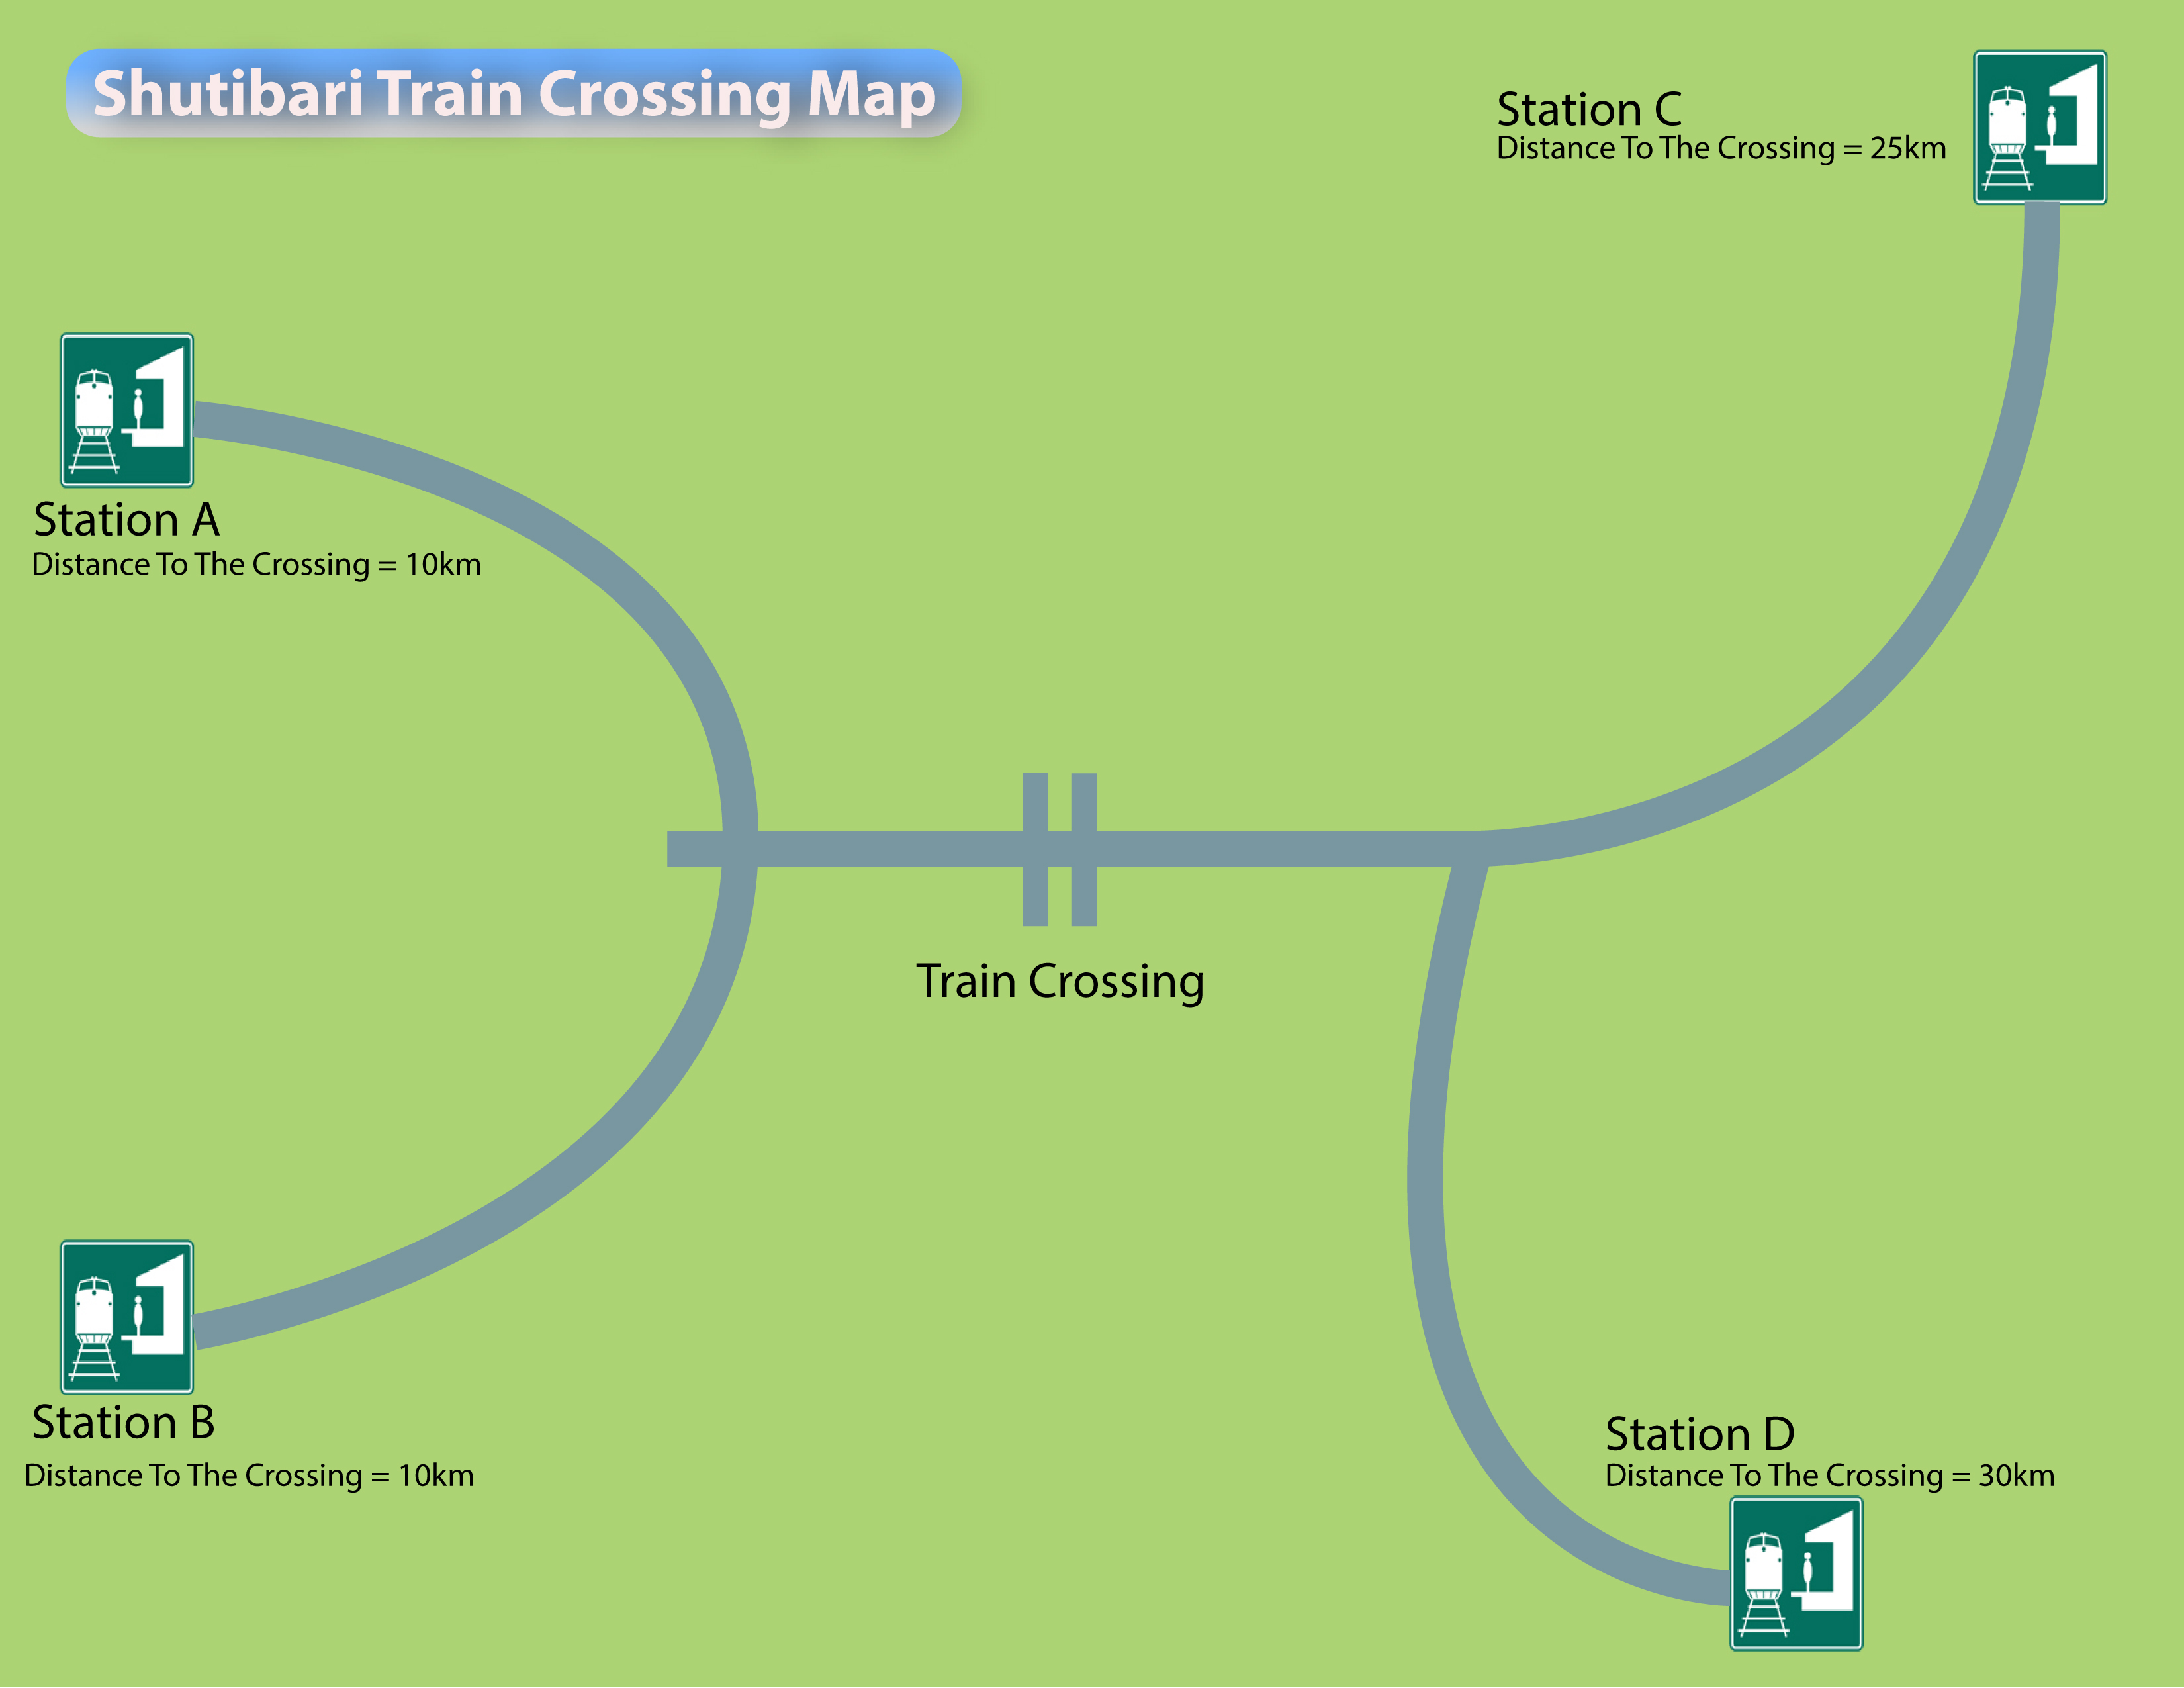 Shutibari Train Crossing Map
Station C
Distance To The Crossing = 25km
Station A
Distance To The Crossing = 10km
Train Crossing
Station B
Distance To The Crossing = 10km
Station D
Distance To The Crossing = 30km